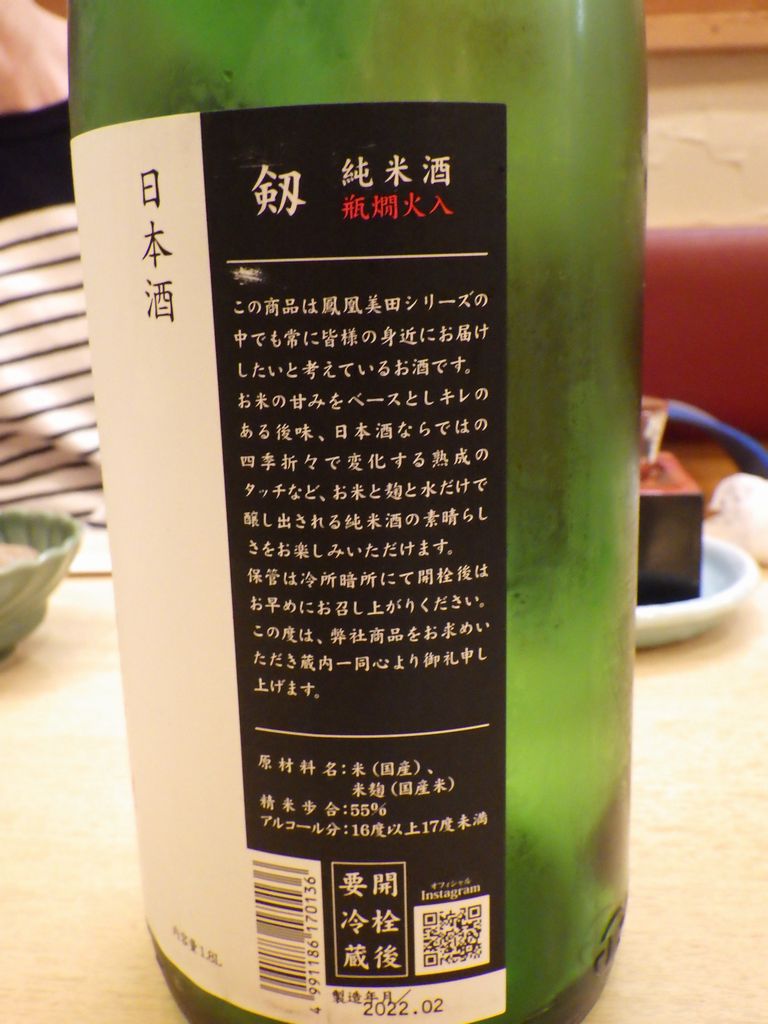 日本酒
剱
純米酒
瓶燗火入
この商品は鳳凰美田シリーズの
中でも常に皆様の身近にお届け
したいと考えているお酒です。
お米の甘みをベースとしキレの
ある後味、日本酒ならではの
四季折々で変化する熟成の
タッチなど、お米と麹と水だけで
醸し出される純米酒の素晴らし
さをお楽しみいただけます。
保管は冷所暗所にて開栓後は
お早めにお召し上がりください。
この度は、弊社商品をお求めい
ただき蔵内一同心より御礼申し
上げます。
原材料名：米（国産）、
米麹（国産米）
精米歩合：55%
アルコール分：16度以上17度未満
開栓後
要冷蔵
オフィシャル
Instagram
4 991186 170136
内容量1.8L
製造年月／
2022.02